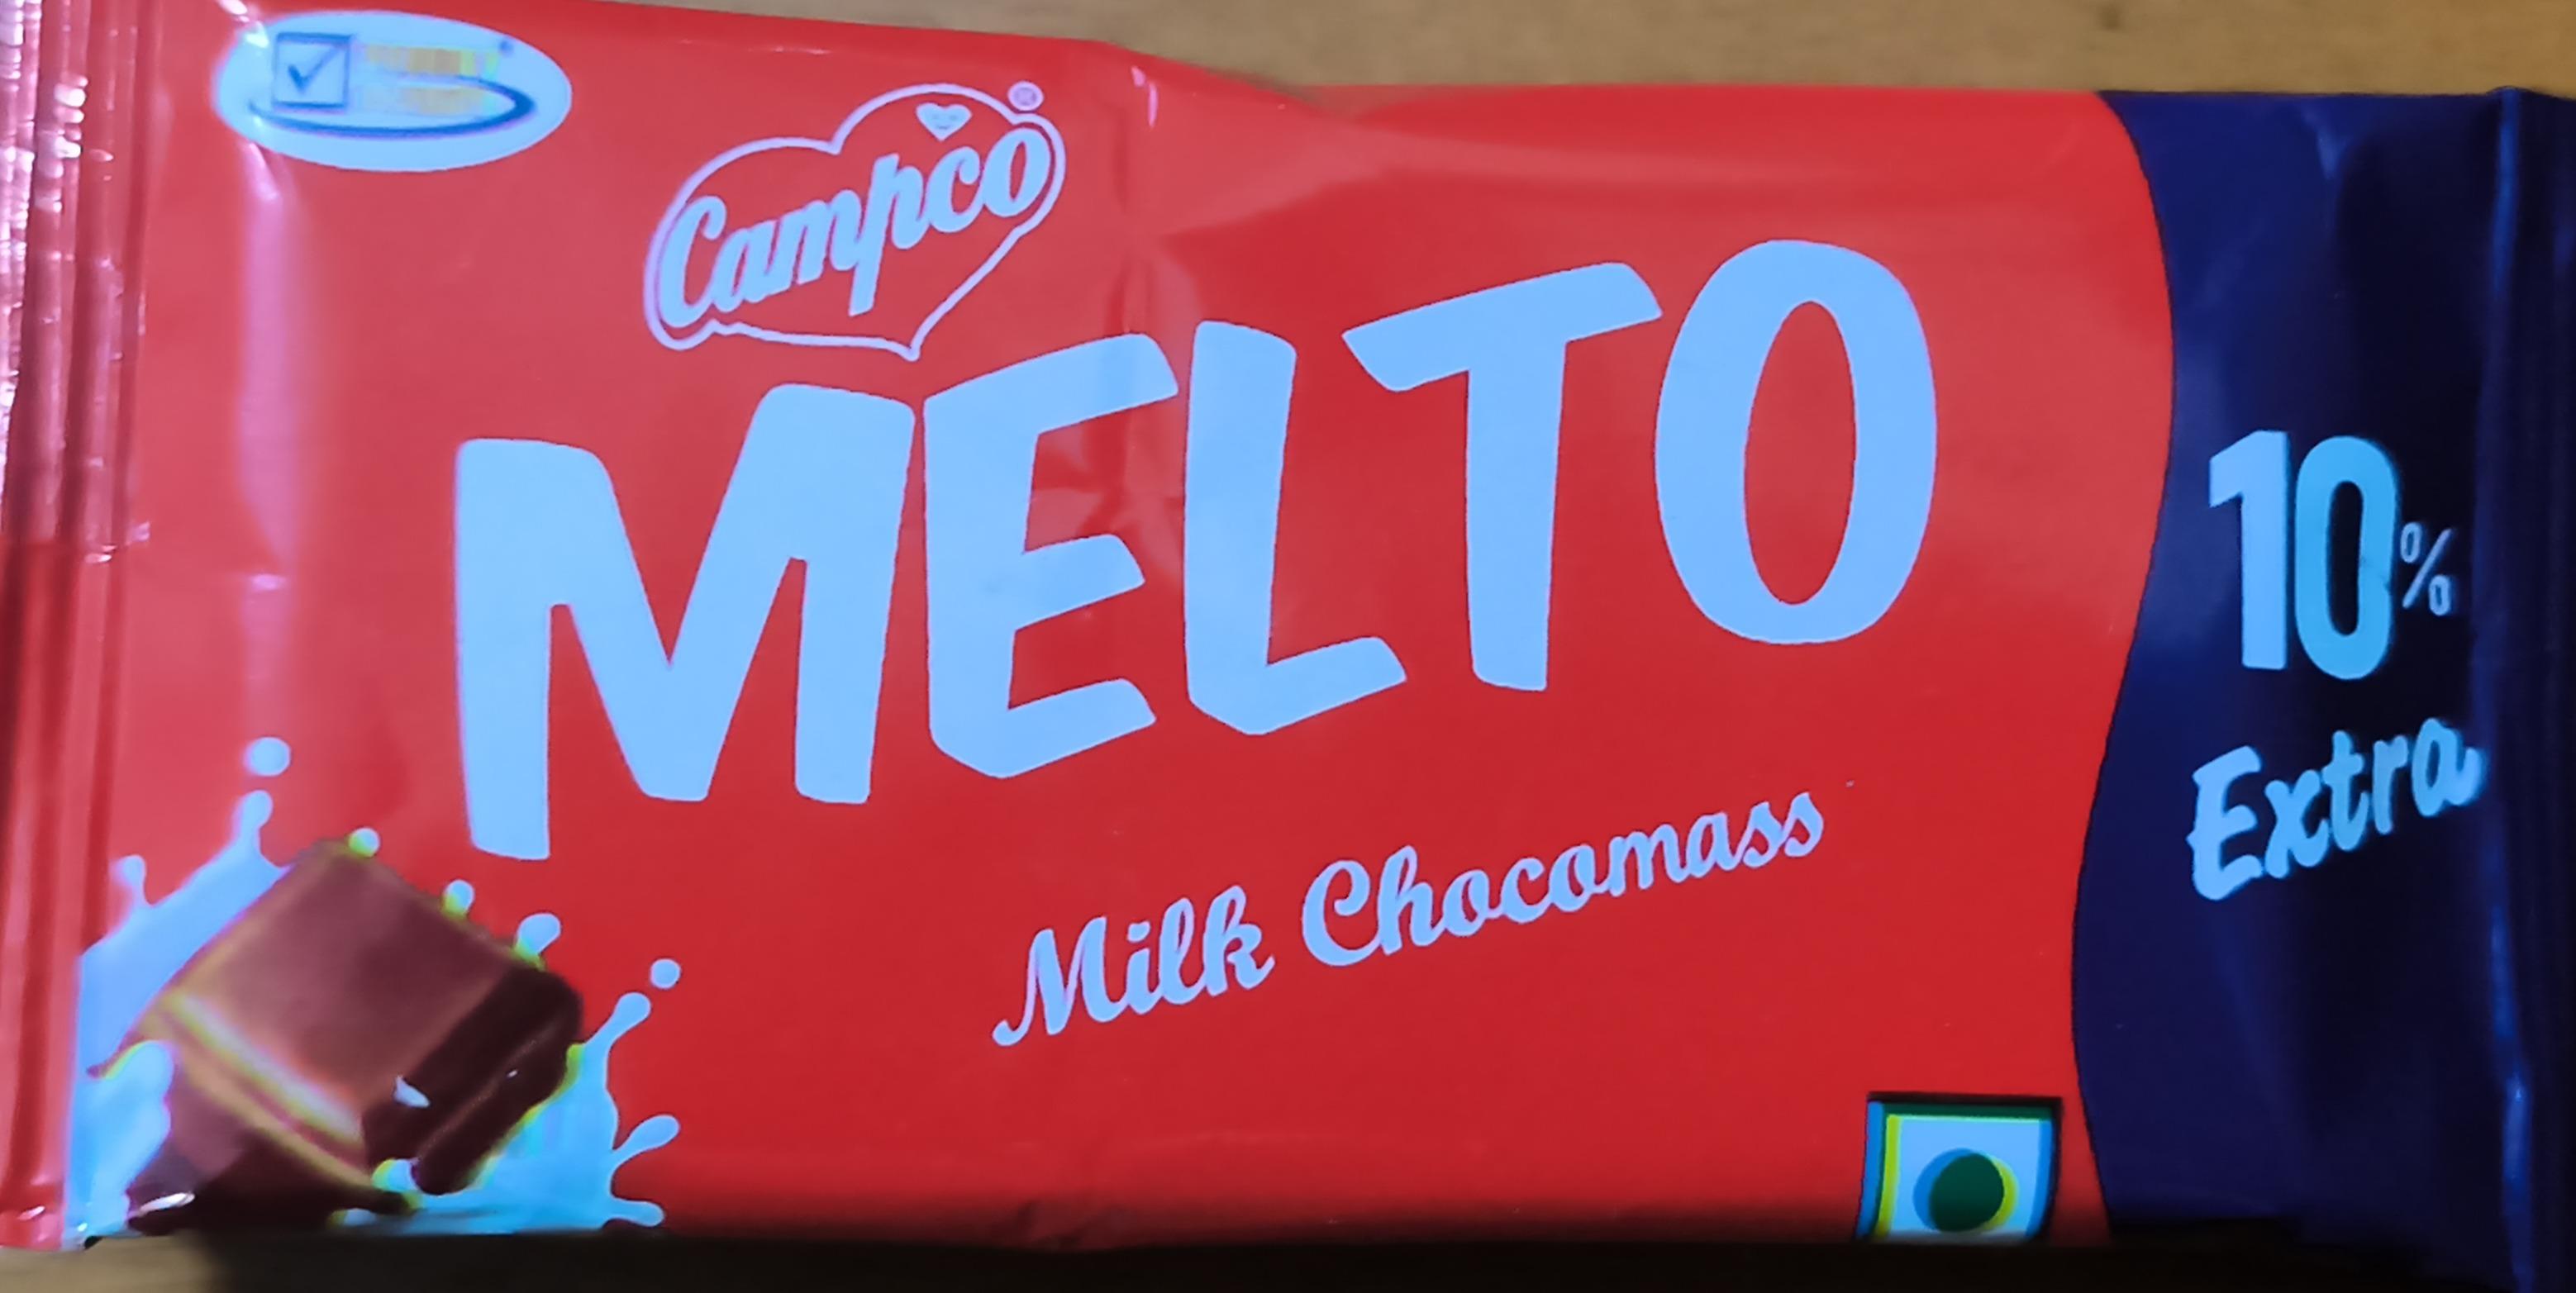 Campco
MELTO
Milk Chocomass
10%
Extra